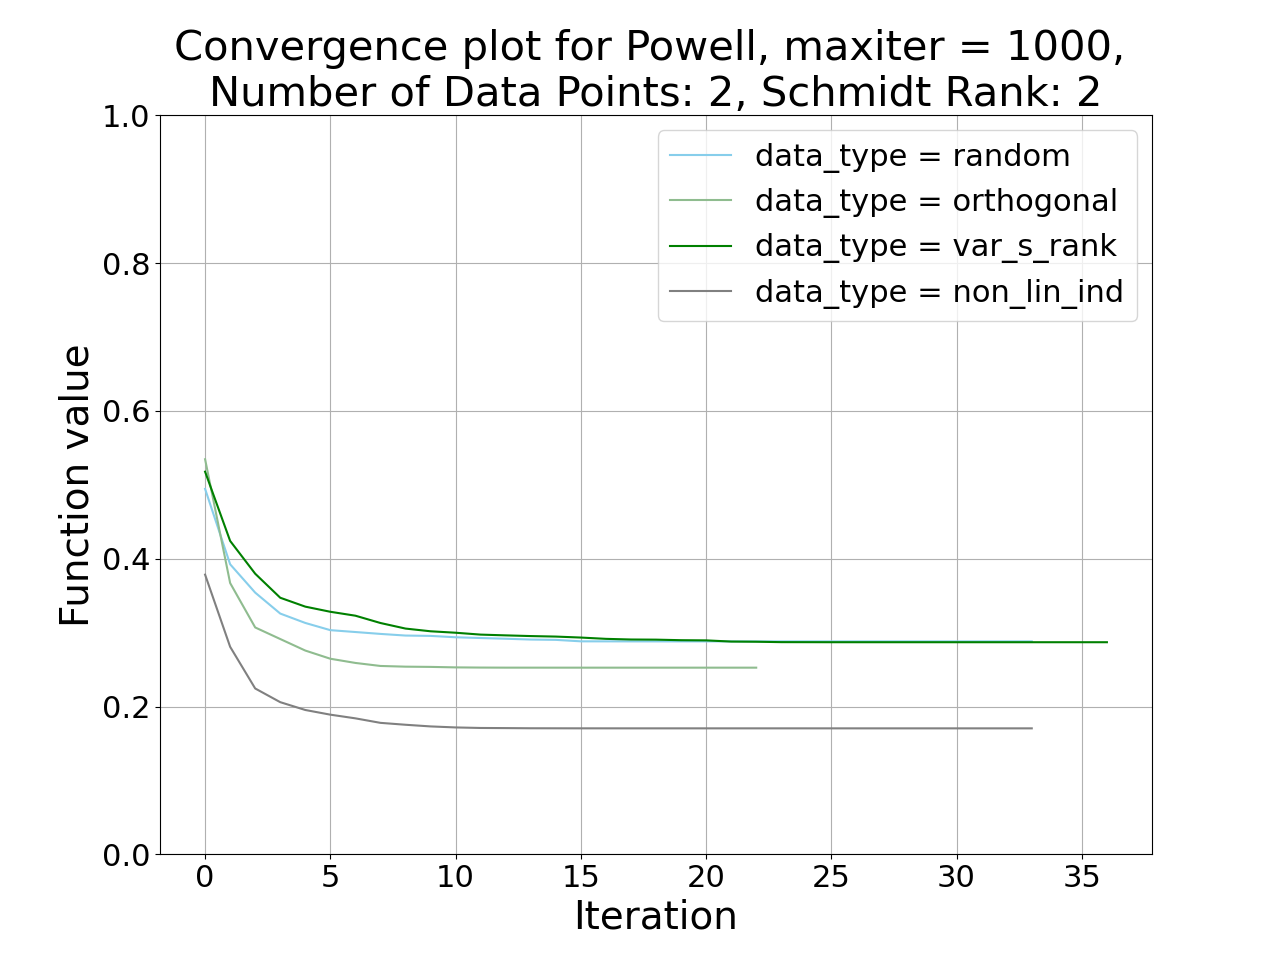 Convergence plot for Powell, maxiter = 1000,
Number of Data Points: 2, Schmidt Rank: 2
1.0
0.8
0.6
0.4
0.2
0.0
Function value
data_type = random
data_type = orthogonal
data_type = var_s_rank
data_type = non_lin_ind
0 5 10 15 20 25 30 35
Iteration